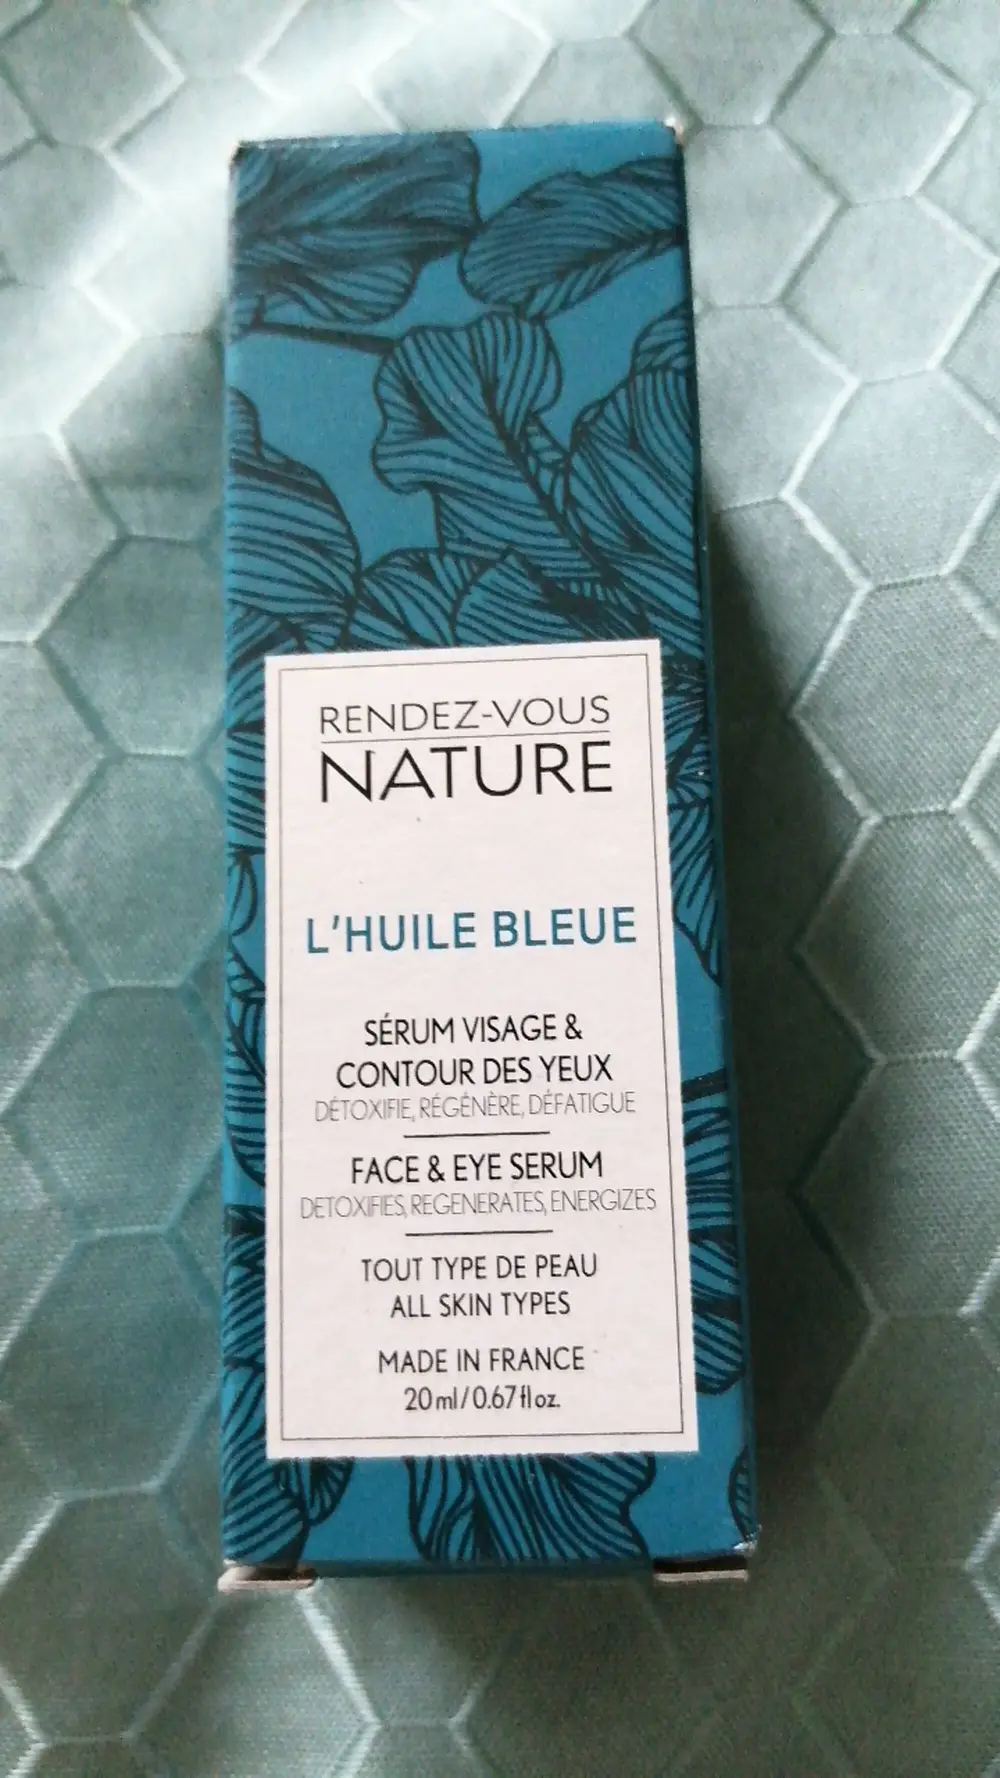 RENDEZ-VOUS
NATURE
L'HUILE BLEUE
SÉRUM VISAGE &
CONTOUR DES YEUX
DÉTOXIFIE, RÉGÉNÈRE, DÉFATIGUE
FACE & EYE SERUM
DETOXIFIES, REGENERATES, ENERGIZES
TOUT TYPE DE PEAU
ALL SKIN TYPES
MADE IN FRANCE
20 ml / 0.67 fl oz.